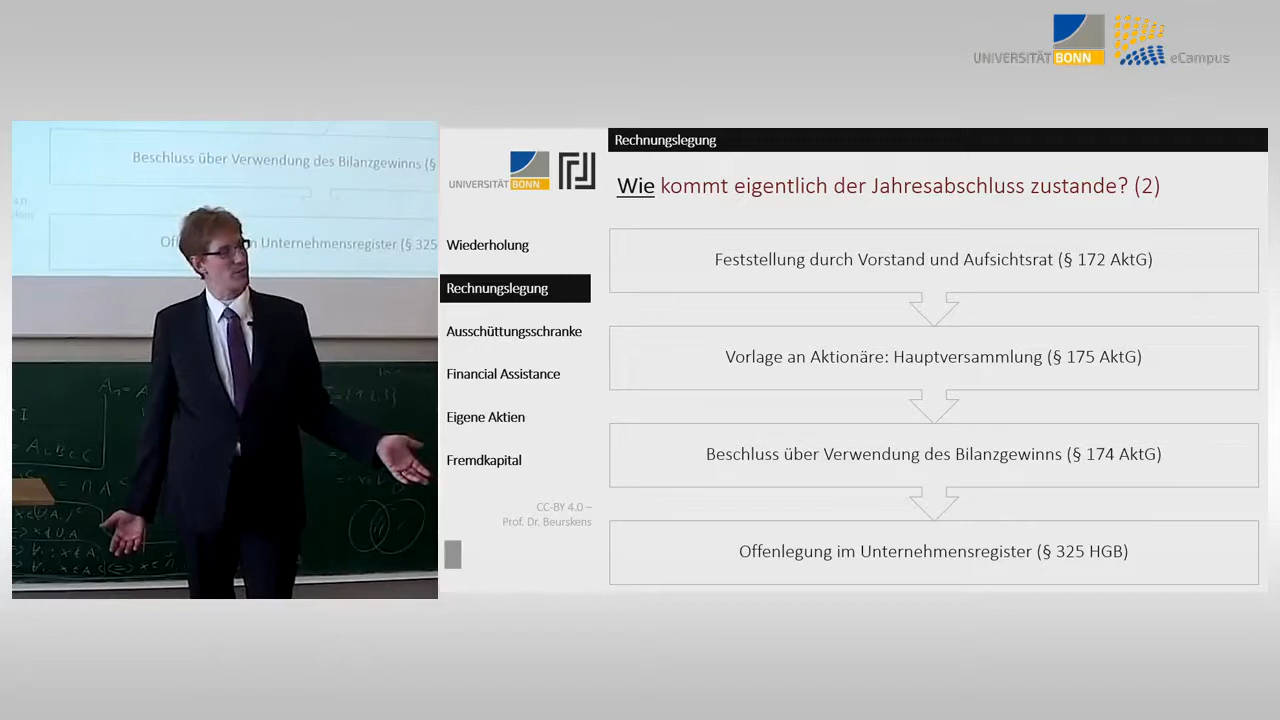 UNIVERSITÄT BONN
eCampus
Beschluss über Verwendung des Bilanzgewinns (§
m Unternehmensregister (§ 325
UNIVERSITÄT BONN
Wiederholung
Rechnungslegung
Ausschüttungsschranke
Financial Assistance
Eigene Aktien
Fremdkapital
CC-BY 4.0 –
Prof. Dr. Beurskens
Rechnungslegung
Wie kommt eigentlich der Jahresabschluss zustande? (2)
Feststellung durch Vorstand und Aufsichtsrat (§ 172 AktG)
Vorlage an Aktionäre: Hauptversammlung (§ 175 AktG)
Beschluss über Verwendung des Bilanzgewinns (§ 174 AktG)
Offenlegung im Unternehmensregister (§ 325 HGB)